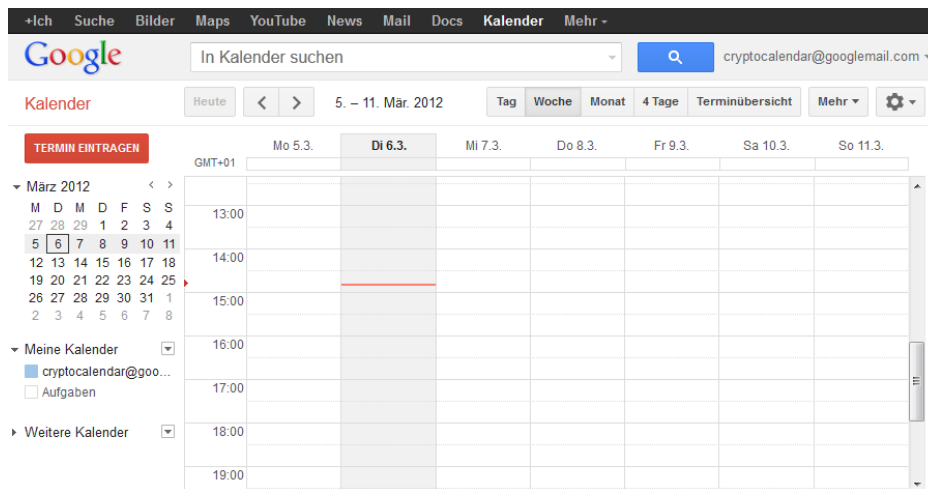 +Ich Suche Bilder Maps YouTube News Mail Docs Kalender Mehr
Google In Kalender suchen cryptocalendar@googlemail.com
Kalender Heute < > 5. – 11. Mär. 2012 Tag Woche Monat 4 Tage Terminübersicht Mehr
TERMIN EINTRAGEN
Mo 5.3. Di 6.3. Mi 7.3. Do 8.3. Fr 9.3. Sa 10.3. So 11.3.
GMT+01
März 2012 < >
M D M D F S S
27 28 29 1 2 3 4
5 6 7 8 9 10 11
12 13 14 15 16 17 18
19 20 21 22 23 24 25
26 27 28 29 30 31 1
2 3 4 5 6 7 8
Meine Kalender
cryptocalendar@goo...
Aufgaben
Weitere Kalender
13:00
14:00
15:00
16:00
17:00
18:00
19:00